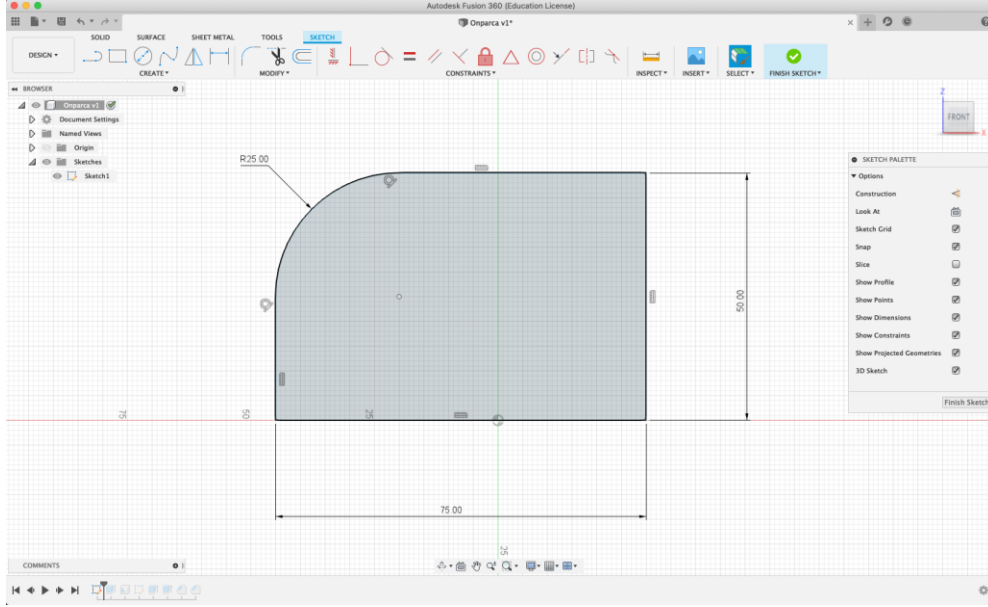 Autodesk Fusion 360 (Education License)
Onparca v1*
SOLID SURFACE SHEET METAL TOOLS SKETCH
DESIGN
CREATE MODIFY CONSTRAINTS INSPECT INSERT SELECT FINISH SKETCH
BROWSER
Onparca v1
Document Settings
Named Views
Origin
Sketches
Sketch1
Z
FRONT
X
SKETCH PALETTE
Options
Construction
Look At
Sketch Grid
Snap
Slice
Show Profile
Show Points
Show Dimensions
Show Constraints
Show Projected Geometries
3D Sketch
Finish Sketch
R25.00
50.00
75 50 25
75.00
25
COMMENTS